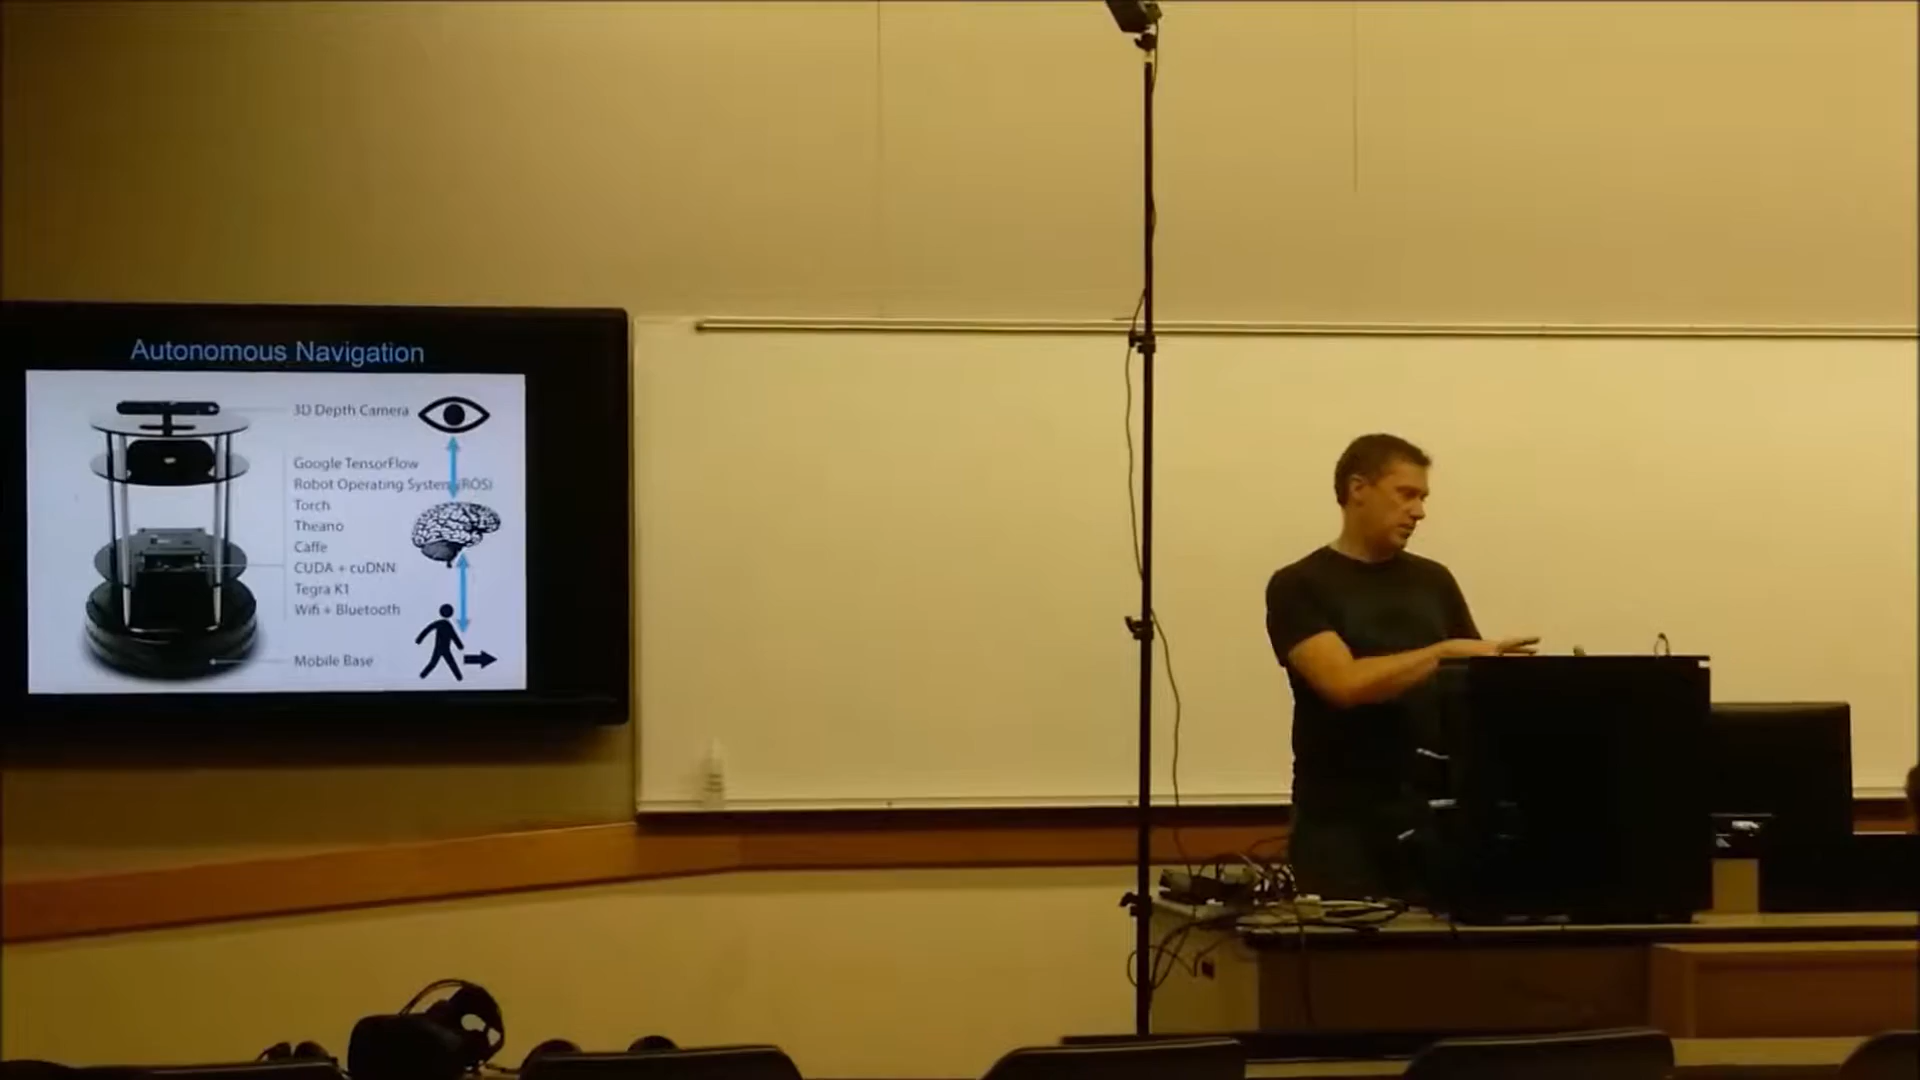 Autonomous Navigation
3D Depth Camera
Google TensorFlow
Robot Operating System (ROS)
Torch
Theano
Caffe
CUDA + cuDNN
Tegra K1
Wifi + Bluetooth
Mobile Base